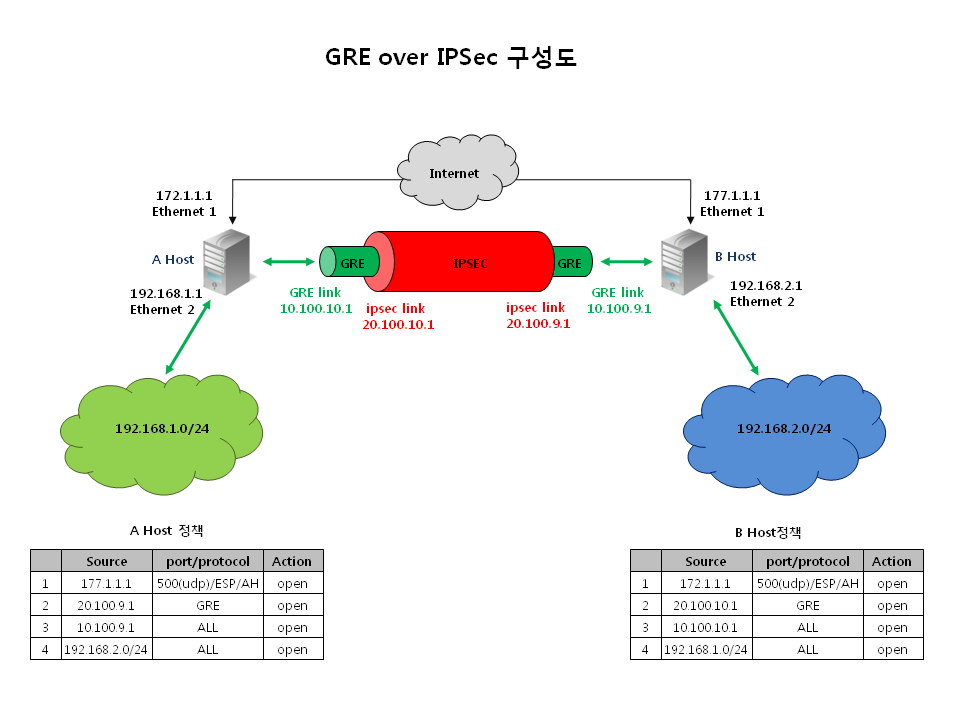 GRE over IPSec 구성도
Internet
172.1.1.1
Ethernet 1
177.1.1.1
Ethernet 1
A Host
GRE
IPSEC
GRE
B Host
192.168.1.1
Ethernet 2
GRE link
10.100.10.1
ipsec link
20.100.10.1
ipsec link
20.100.9.1
GRE link
10.100.9.1
192.168.2.1
Ethernet 2
192.168.1.0/24
192.168.2.0/24
A Host 정책
Source port/protocol Action
1 177.1.1.1 500(udp)/ESP/AH open
2 20.100.9.1 GRE open
3 10.100.9.1 ALL open
4 192.168.2.0/24 ALL open
B Host정책
Source port/protocol Action
1 172.1.1.1 500(udp)/ESP/AH open
2 20.100.10.1 GRE open
3 10.100.10.1 ALL open
4 192.168.1.0/24 ALL open